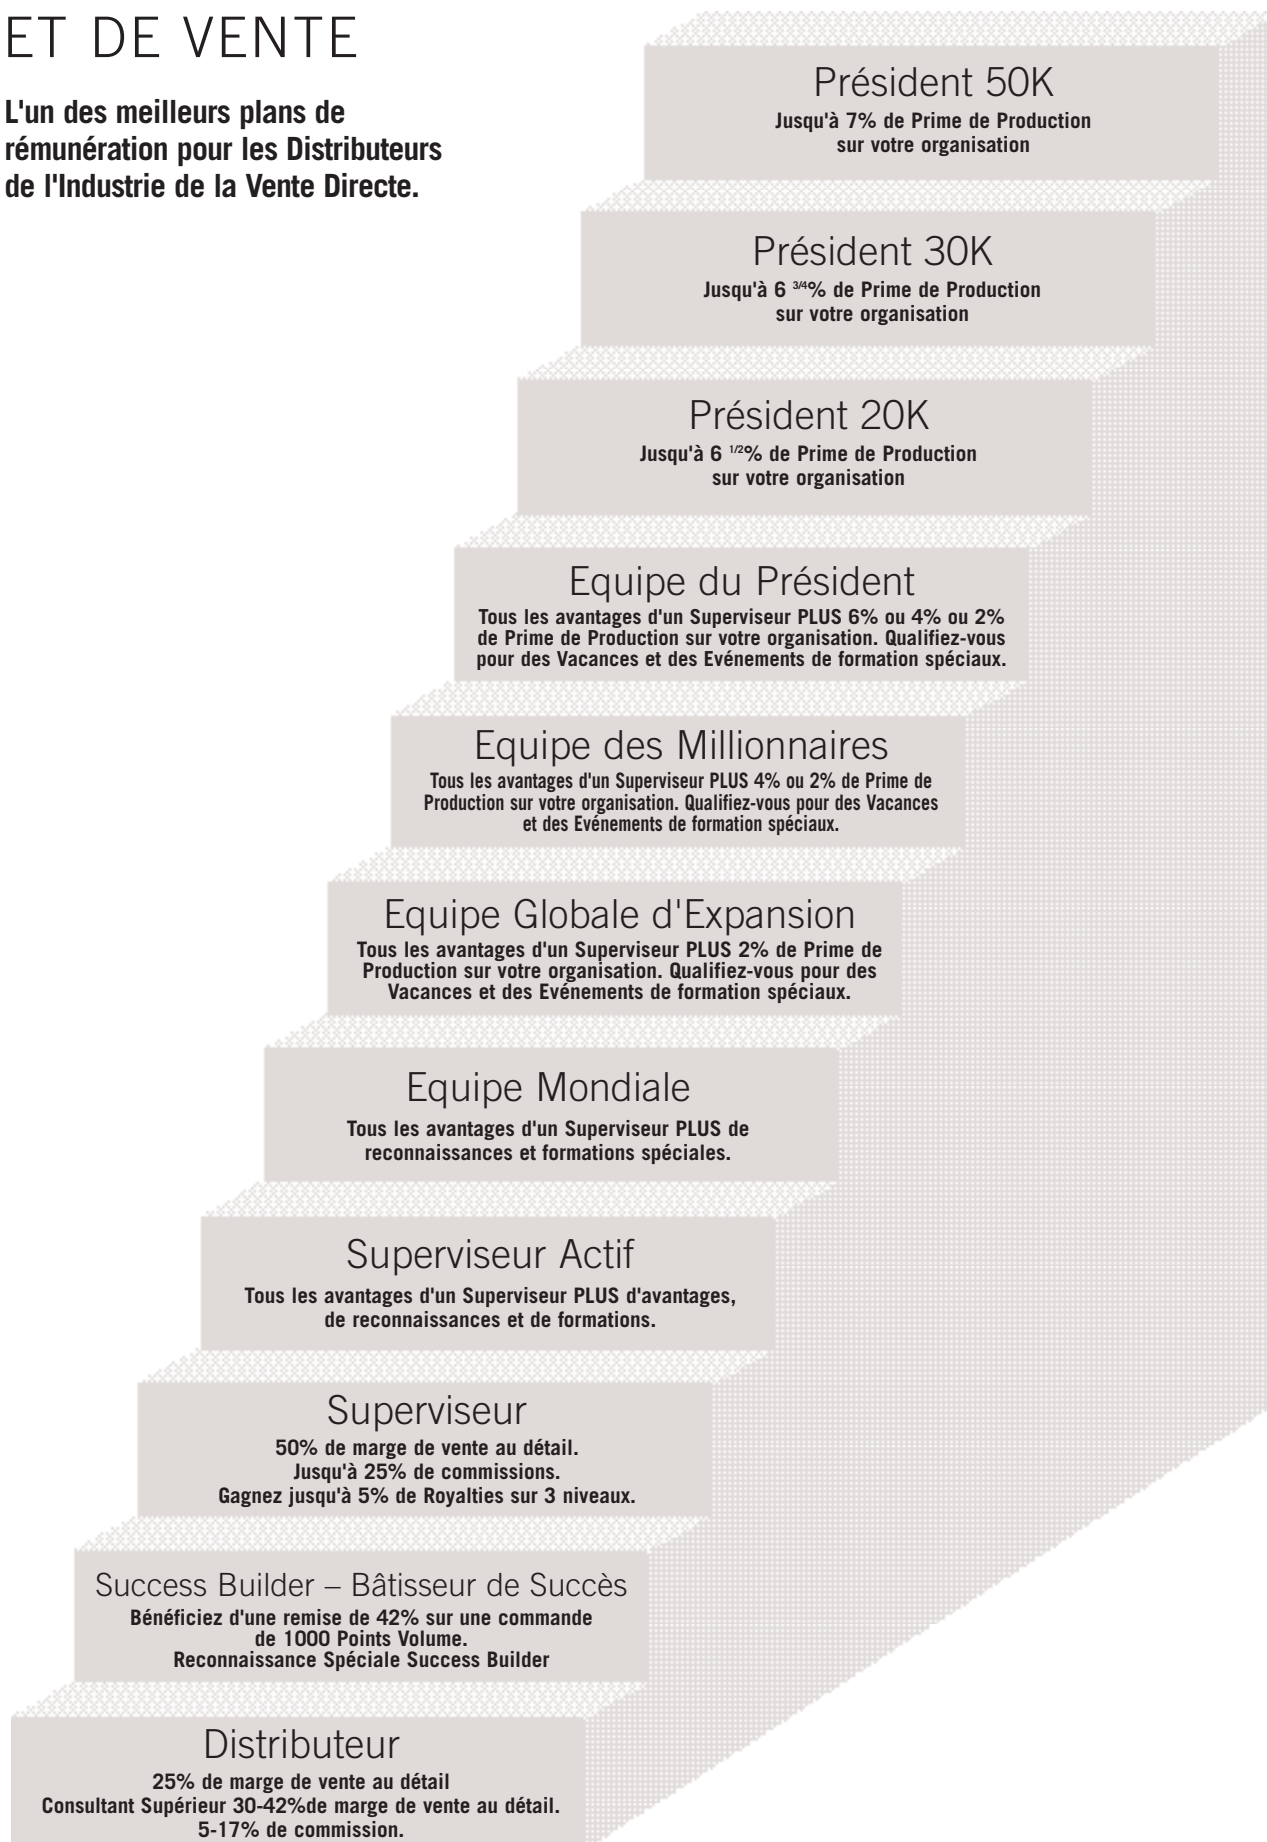 ET DE VENTE
L'un des meilleurs plans de
rémunération pour les Distributeurs
de l'Industrie de la Vente Directe.
Président 50K
Jusqu'à 7% de Prime de Production
sur votre organisation
Président 30K
Jusqu'à 6 3/4% de Prime de Production
sur votre organisation
Président 20K
Jusqu'à 6 1/2% de Prime de Production
sur votre organisation
Equipe du Président
Tous les avantages d'un Superviseur PLUS 6% ou 4% ou 2%
de Prime de Production sur votre organisation. Qualifiez-vous
pour des Vacances et des Evénements de formation spéciaux.
Equipe des Millionnaires
Tous les avantages d'un Superviseur PLUS 4% ou 2% de Prime de
Production sur votre organisation. Qualifiez-vous pour des Vacances
et des Evénements de formation spéciaux.
Equipe Globale d'Expansion
Tous les avantages d'un Superviseur PLUS 2% de Prime de
Production sur votre organisation. Qualifiez-vous pour des
Vacances et des Evénements de formation spéciaux.
Equipe Mondiale
Tous les avantages d'un Superviseur PLUS de
reconnaissances et formations spéciales.
Superviseur Actif
Tous les avantages d'un Superviseur PLUS d'avantages,
de reconnaissances et de formations.
Superviseur
50% de marge de vente au détail.
Jusqu'à 25% de commissions.
Gagnez jusqu'à 5% de Royalties sur 3 niveaux.
Success Builder – Bâtisseur de Succès
Bénéficiez d'une remise de 42% sur une commande
de 1000 Points Volume.
Reconnaissance Spéciale Success Builder
Distributeur
25% de marge de vente au détail
Consultant Supérieur 30-42%de marge de vente au détail.
5-17% de commission.